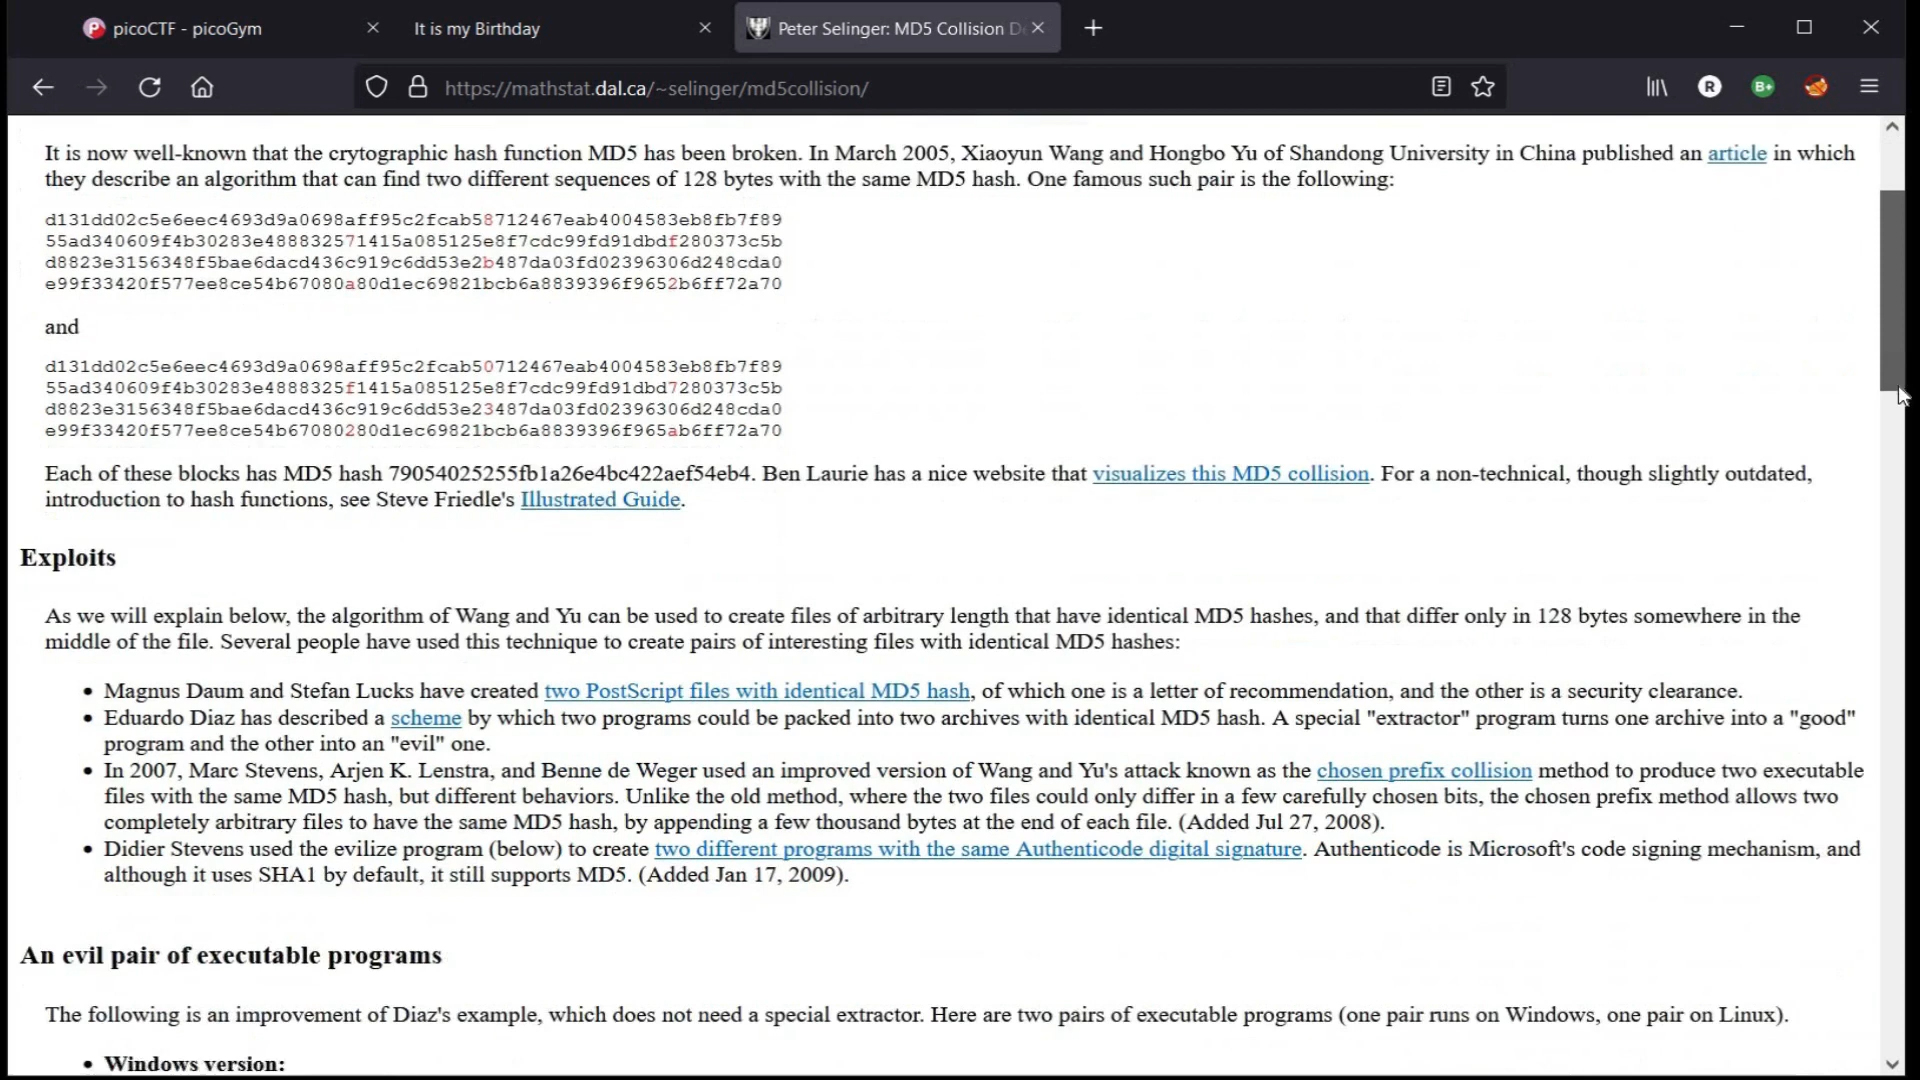 picoCTF - picoGym
It is my Birthday
Peter Selinger: MD5 Collision De
https://mathstat.dal.ca/~selinger/md5collision/
R
B+
It is now well-known that the crytographic hash function MD5 has been broken. In March 2005, Xiaoyun Wang and Hongbo Yu of Shandong University in China published an article in which
they describe an algorithm that can find two different sequences of 128 bytes with the same MD5 hash. One famous such pair is the following:
d131dd02c5e6eec4693d9a0698aff95c2fcab58712467eab4004583eb8fb7f89
55ad340609f4b30283e488832571415a085125e8f7cdc99fd91dbdf280373c5b
d8823e3156348f5bae6dacd436c919c6dd53e2b487da03fd02396306d248cda0
e99f33420f577ee8ce54b67080a80d1ec69821bcb6a8839396f9652b6ff72a70
and
d131dd02c5e6eec4693d9a0698aff95c2fcab50712467eab4004583eb8fb7f89
55ad340609f4b30283e4888325f1415a085125e8f7cdc99fd91dbd7280373c5b
d8823e3156348f5bae6dacd436c919c6dd53e23487da03fd02396306d248cda0
e99f33420f577ee8ce54b67080280d1ec69821bcb6a8839396f965ab6ff72a70
Each of these blocks has MD5 hash 79054025255fb1a26e4bc422aef54eb4. Ben Laurie has a nice website that visualizes this MD5 collision. For a non-technical, though slightly outdated,
introduction to hash functions, see Steve Friedle's Illustrated Guide.
Exploits
As we will explain below, the algorithm of Wang and Yu can be used to create files of arbitrary length that have identical MD5 hashes, and that differ only in 128 bytes somewhere in the
middle of the file. Several people have used this technique to create pairs of interesting files with identical MD5 hashes:
• Magnus Daum and Stefan Lucks have created two PostScript files with identical MD5 hash, of which one is a letter of recommendation, and the other is a security clearance.
• Eduardo Diaz has described a scheme by which two programs could be packed into two archives with identical MD5 hash. A special "extractor" program turns one archive into a "good"
program and the other into an "evil" one.
• In 2007, Marc Stevens, Arjen K. Lenstra, and Benne de Weger used an improved version of Wang and Yu's attack known as the chosen prefix collision method to produce two executable
files with the same MD5 hash, but different behaviors. Unlike the old method, where the two files could only differ in a few carefully chosen bits, the chosen prefix method allows two
completely arbitrary files to have the same MD5 hash, by appending a few thousand bytes at the end of each file. (Added Jul 27, 2008).
• Didier Stevens used the evilize program (below) to create two different programs with the same Authenticode digital signature. Authenticode is Microsoft's code signing mechanism, and
although it uses SHA1 by default, it still supports MD5. (Added Jan 17, 2009).
An evil pair of executable programs
The following is an improvement of Diaz's example, which does not need a special extractor. Here are two pairs of executable programs (one pair runs on Windows, one pair on Linux).
• Windows version: